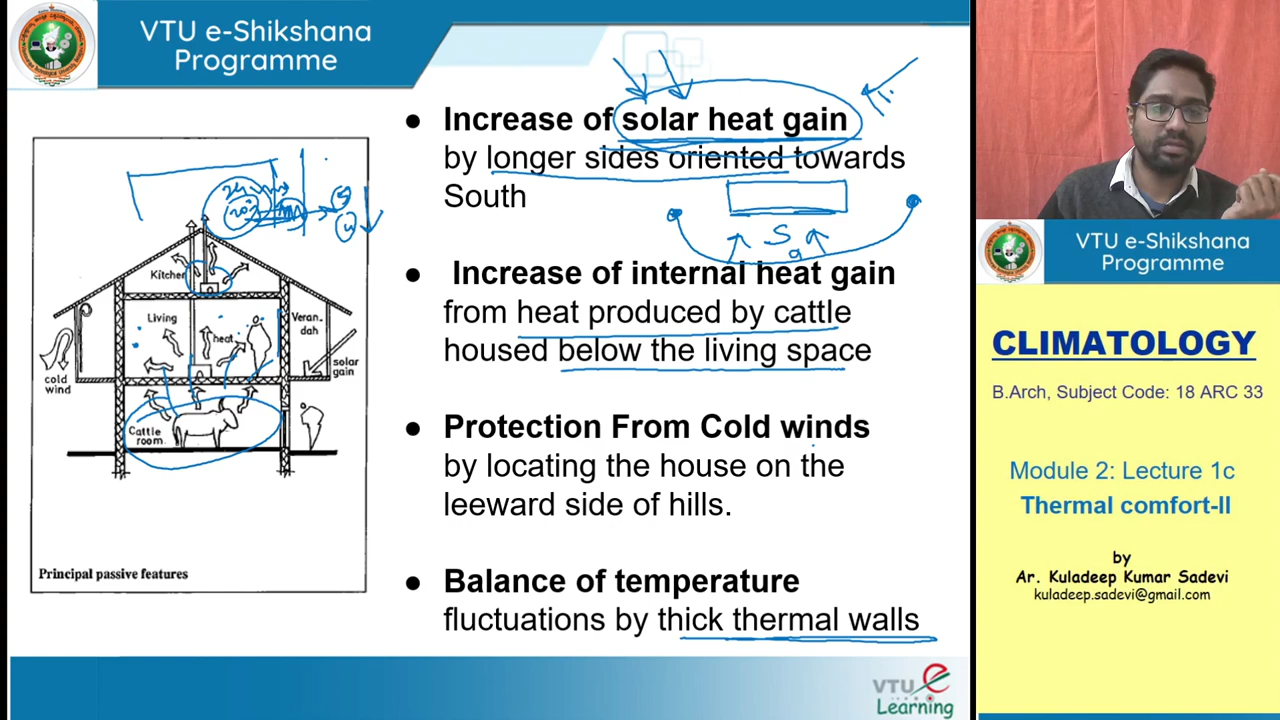 VTU e-Shikshana
Programme
● Increase of solar heat gain
by longer sides oriented towards
South
S
● Increase of internal heat gain
from heat produced by cattle
housed below the living space
● Protection From Cold winds
by locating the house on the
leeward side of hills.
● Balance of temperature
fluctuations by thick thermal walls
Kitchen
Living
heat
Veran-
dah
cold
wind
solar
gain
Cattle
room
Principal passive features
VTU e
Learning
VTU e-Shikshana
Programme
CLIMATOLOGY
B.Arch, Subject Code: 18 ARC 33
Module 2: Lecture 1c
Thermal comfort-II
by
Ar. Kuladeep Kumar Sadevi
kuladeep.sadevi@gmail.com